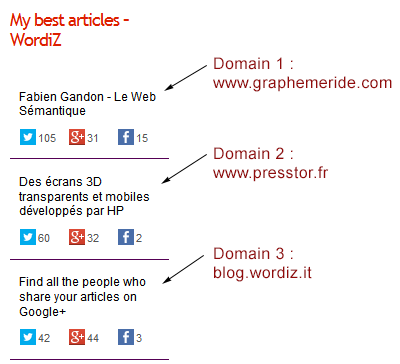 My best articles -
WordiZ
Domain 1 :
www.graphemeride.com
Fabien Gandon - Le Web
Sémantique
105 g+ 31 f 15
Domain 2 :
www.presstor.fr
Des écrans 3D
transparents et mobiles
développés par HP
60 g+ 32 f 2
Domain 3 :
blog.wordiz.it
Find all the people who
share your articles on
Google+
42 g+ 44 f 3